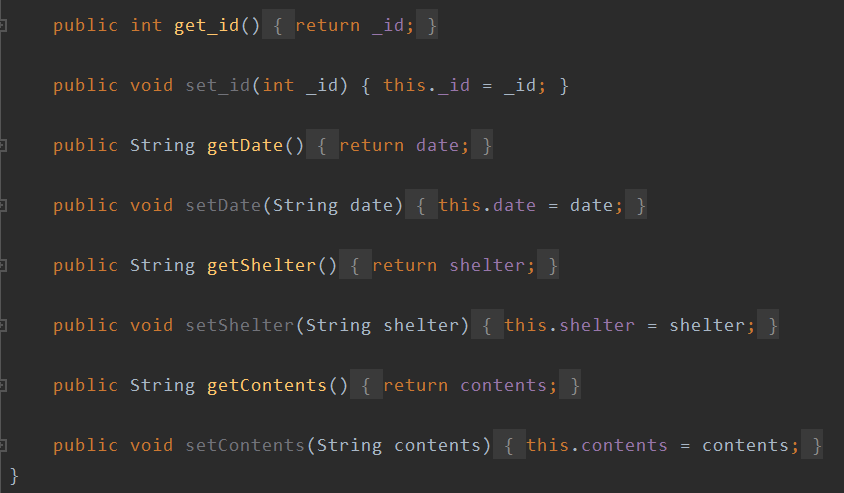 public int get_id() { return _id; }
public void set_id(int _id) { this._id = _id; }
public String getDate() { return date; }
public void setDate(String date) { this.date = date; }
public String getShelter() { return shelter; }
public void setShelter(String shelter) { this.shelter = shelter; }
public String getContents() { return contents; }
public void setContents(String contents) { this.contents = contents; }
}